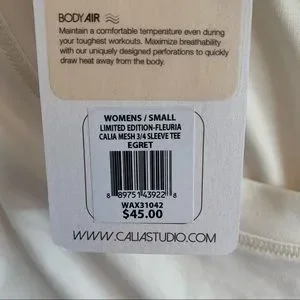 BODY AIR
Maintain a comfortable temperature even during
your toughest workouts. Maximize breathability
with our uniquely designed perforations to quickly
draw heat away from the body.
WOMENS / SMALL
LIMITED EDITION-FLEURIA
CALIA MESH 3/4 SLEEVE TEE
EGRET
8 89751 43922 8
WAX31042
$45.00
WWW.CALIASTUDIO.COM